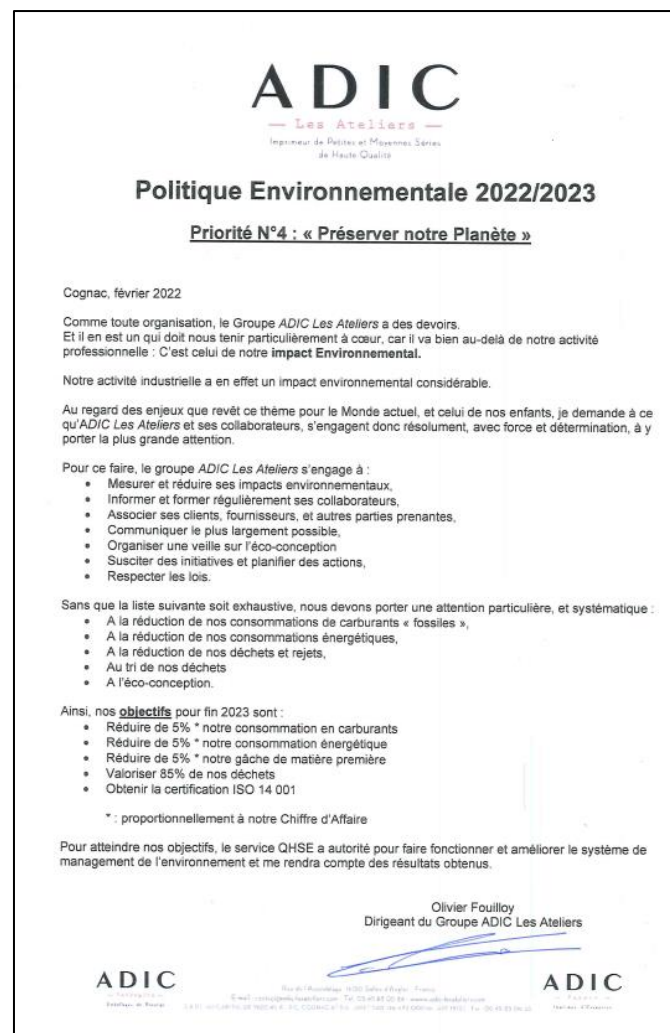 ADIC
— Les Ateliers —
Imprimeur de Petites et Moyennes Séries
de Haute Qualité
Politique Environnementale 2022/2023
Priorité N°4 : « Préserver notre Planète »
Cognac, février 2022
Comme toute organisation, le Groupe ADIC Les Ateliers a des devoirs.
Et il en est un qui doit nous tenir particulièrement à cœur, car il va bien au-delà de notre activité
professionnelle : C'est celui de notre impact Environnemental.
Notre activité industrielle a en effet un impact environnemental considérable.
Au regard des enjeux que revêt ce thème pour le Monde actuel, et celui de nos enfants, je demande à ce
qu'ADIC Les Ateliers et ses collaborateurs, s'engagent donc résolument, avec force et détermination, à y
porter la plus grande attention.
Pour ce faire, le groupe ADIC Les Ateliers s'engage à :
• Mesurer et réduire ses impacts environnementaux,
• Informer et former régulièrement ses collaborateurs,
• Associer ses clients, fournisseurs, et autres parties prenantes,
• Communiquer le plus largement possible,
• Organiser une veille sur l'éco-conception
• Susciter des initiatives et planifier des actions,
• Respecter les lois.
Sans que la liste suivante soit exhaustive, nous devons porter une attention particulière, et systématique :
• A la réduction de nos consommations de carburants « fossiles »,
• A la réduction de nos consommations énergétiques,
• A la réduction de nos déchets et rejets,
• Au tri de nos déchets
• A l'éco-conception.
Ainsi, nos objectifs pour fin 2023 sont :
• Réduire de 5% * notre consommation en carburants
• Réduire de 5% * notre consommation énergétique
• Réduire de 5% * notre gâche de matière première
• Valoriser 85% de nos déchets
• Obtenir la certification ISO 14 001
* : proportionnellement à notre Chiffre d'Affaire
Pour atteindre nos objectifs, le service QHSE a autorité pour faire fonctionner et améliorer le système de
management de l'environnement et me rendra compte des résultats obtenus.
Olivier Fouilloy
Dirigeant du Groupe ADIC Les Ateliers
ADIC
ADIC